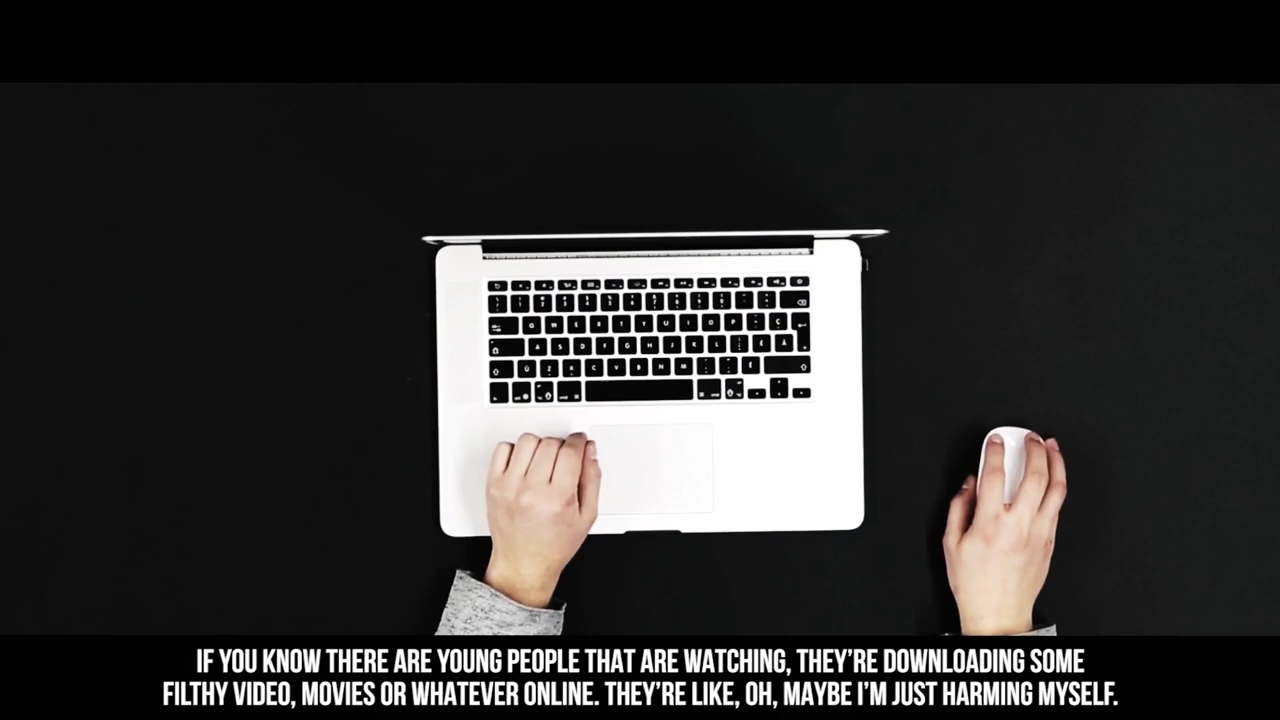 IF YOU KNOW THERE ARE YOUNG PEOPLE THAT ARE WATCHING, THEY'RE DOWNLOADING SOME
FILTHY VIDEO, MOVIES OR WHATEVER ONLINE. THEY'RE LIKE, OH, MAYBE I'M JUST HARMING MYSELF.